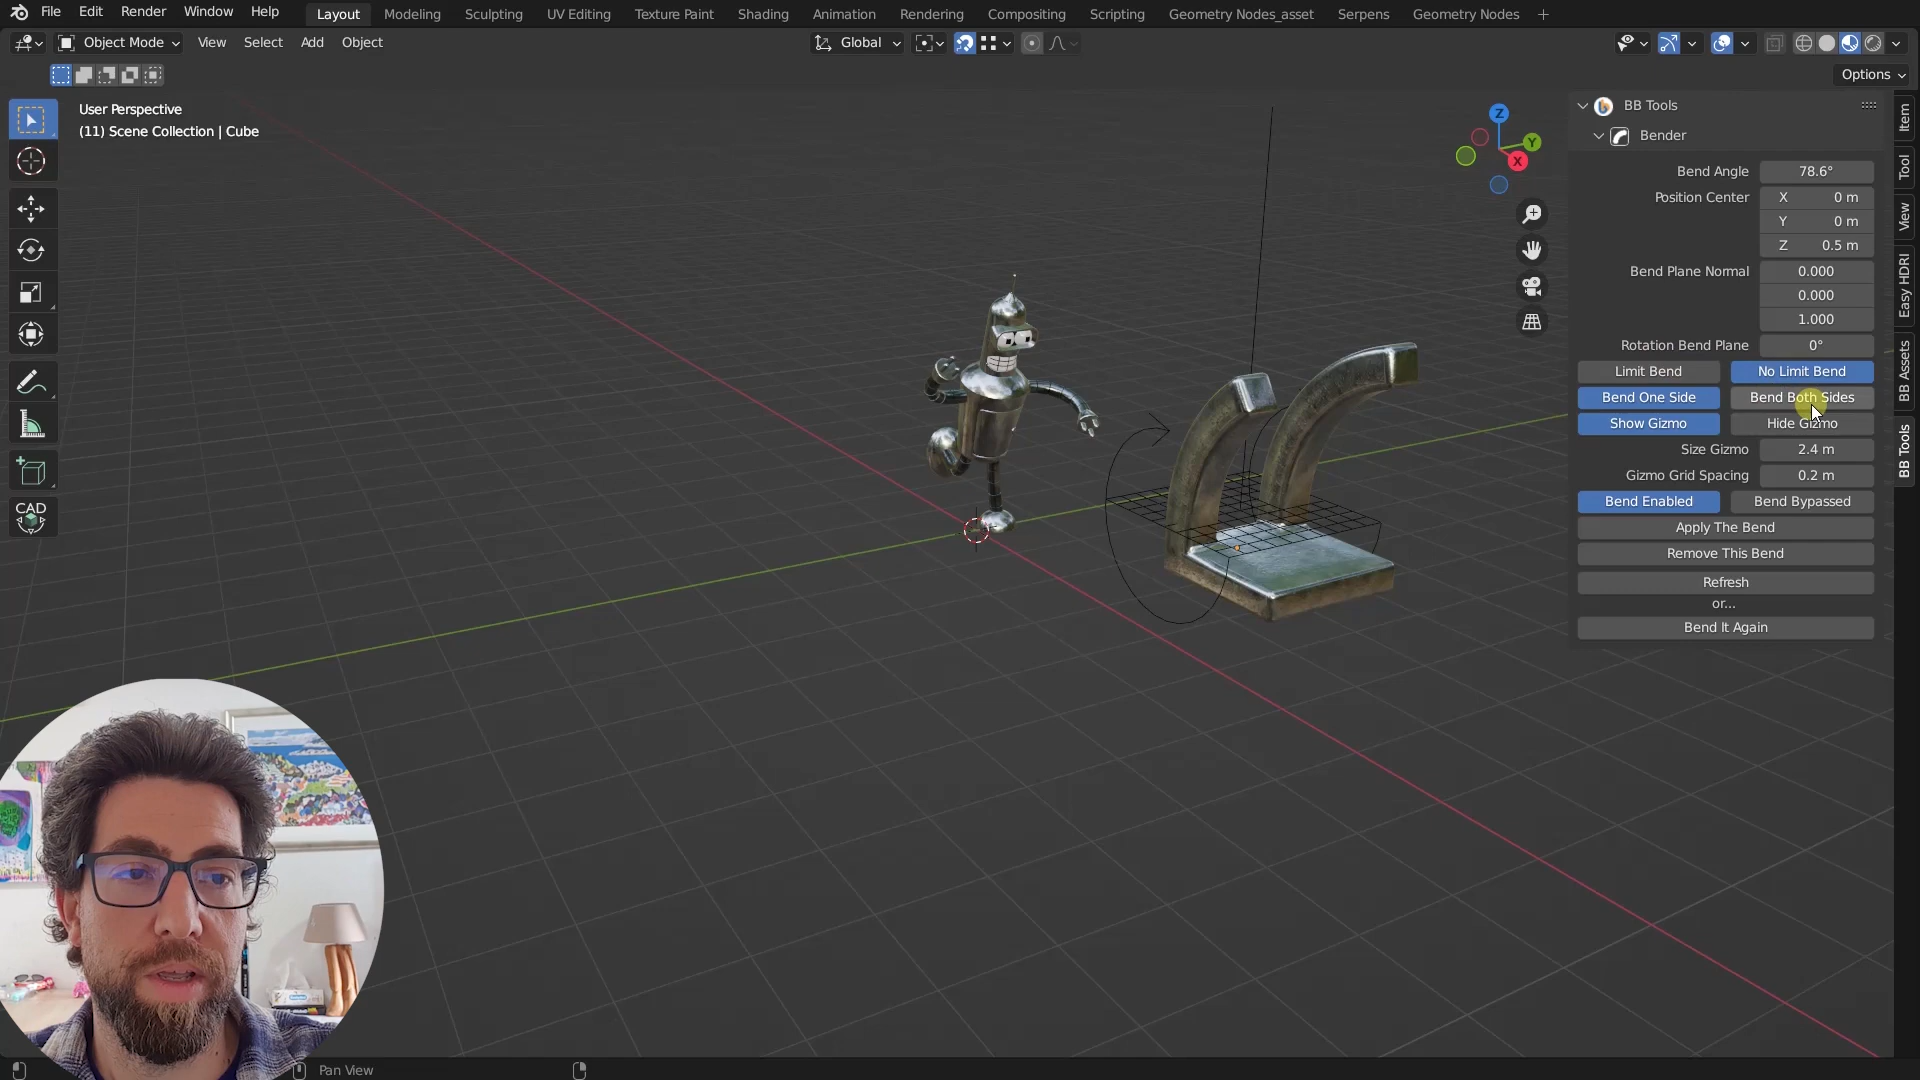 File Edit Render Window Help Layout Modeling Sculpting UV Editing Texture Paint Shading Animation Rendering Compositing Scripting Geometry Nodes_asset Serpens Geometry Nodes +
Object Mode View Select Add Object Global
Options
User Perspective
(11) Scene Collection | Cube
CAD
Z
Y
X
BB Tools
Bender
Bend Angle 78.6°
Position Center X 0 m
Y 0 m
Z 0.5 m
Bend Plane Normal 0.000
0.000
1.000
Rotation Bend Plane 0°
Limit Bend No Limit Bend
Bend One Side Bend Both Sides
Show Gizmo Hide Gizmo
Size Gizmo 2.4 m
Gizmo Grid Spacing 0.2 m
Bend Enabled Bend Bypassed
Apply The Bend
Remove This Bend
Refresh
or...
Bend It Again
Item
Tool
View
Easy HDRI
BB Assets
BB Tools
Pan View